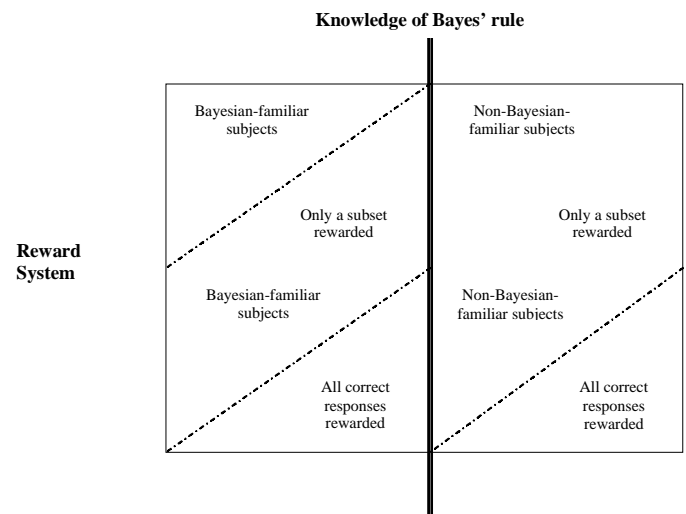 Knowledge of Bayes' rule
Bayesian-familiar
subjects
Non-Bayesian-
familiar subjects
Only a subset
rewarded
Only a subset
rewarded
Reward
System
Bayesian-familiar
subjects
Non-Bayesian-
familiar subjects
All correct
responses
rewarded
All correct
responses
rewarded